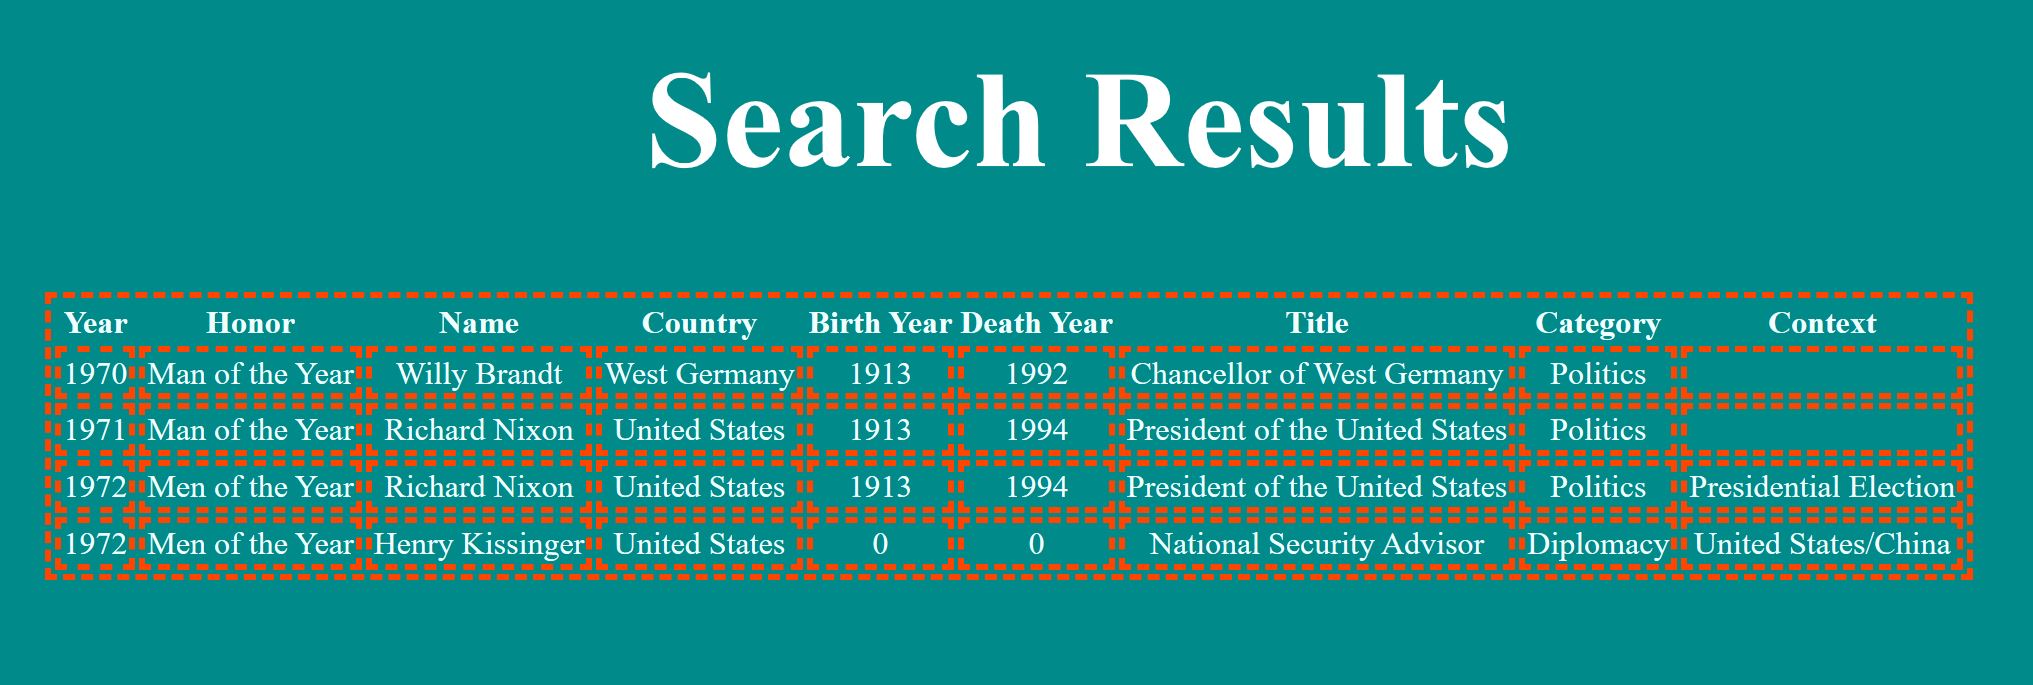 Search Results
Year Honor Name Country Birth Year Death Year Title Category Context
1970 Man of the Year Willy Brandt West Germany 1913 1992 Chancellor of West Germany Politics
1971 Man of the Year Richard Nixon United States 1913 1994 President of the United States Politics
1972 Men of the Year Richard Nixon United States 1913 1994 President of the United States Politics Presidential Election
1972 Men of the Year Henry Kissinger United States 0 0 National Security Advisor Diplomacy United States/China